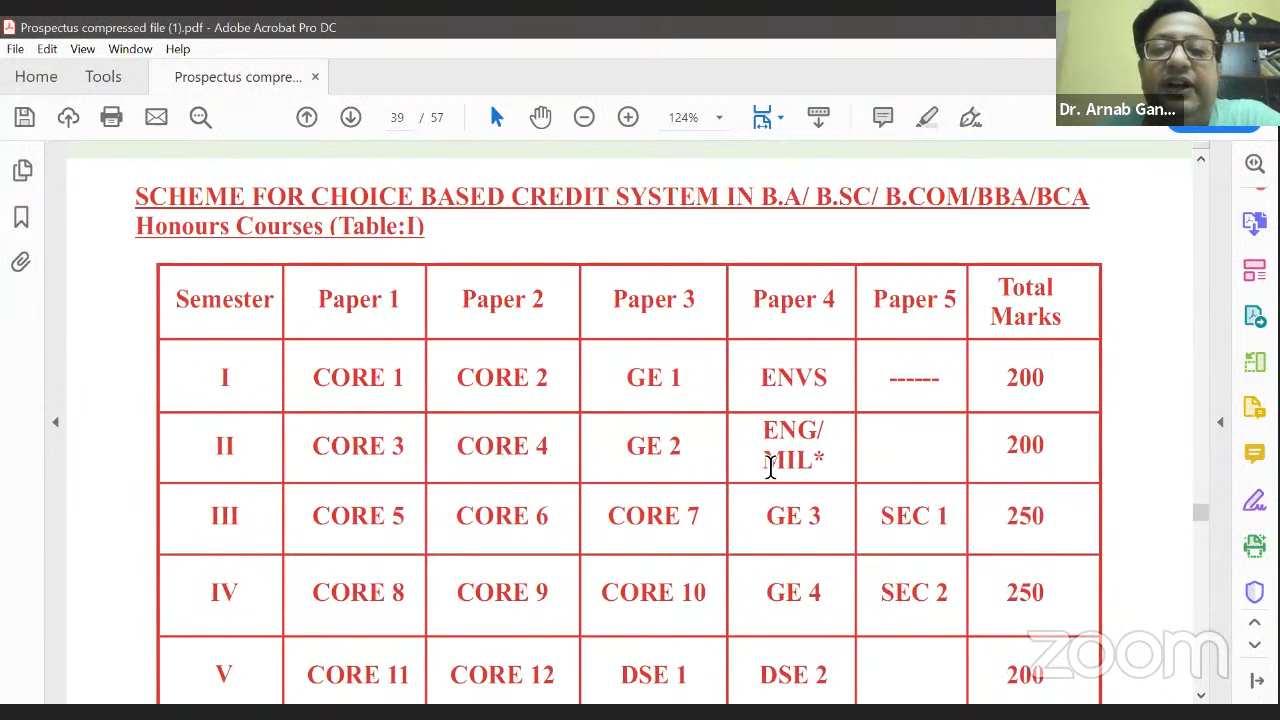 Prospectus compressed file (1).pdf - Adobe Acrobat Pro DC
File Edit View Window Help
Home Tools Prospectus compre... ×
39 / 57 124%
Dr. Arnab Gan...
SCHEME FOR CHOICE BASED CREDIT SYSTEM IN B.A/ B.SC/ B.COM/BBA/BCA
Honours Courses (Table:I)
Semester Paper 1 Paper 2 Paper 3 Paper 4 Paper 5 Total Marks
I CORE 1 CORE 2 GE 1 ENVS ------ 200
II CORE 3 CORE 4 GE 2 ENG/ MIL* 200
III CORE 5 CORE 6 CORE 7 GE 3 SEC 1 250
IV CORE 8 CORE 9 CORE 10 GE 4 SEC 2 250
V CORE 11 CORE 12 DSE 1 DSE 2 200
zoom